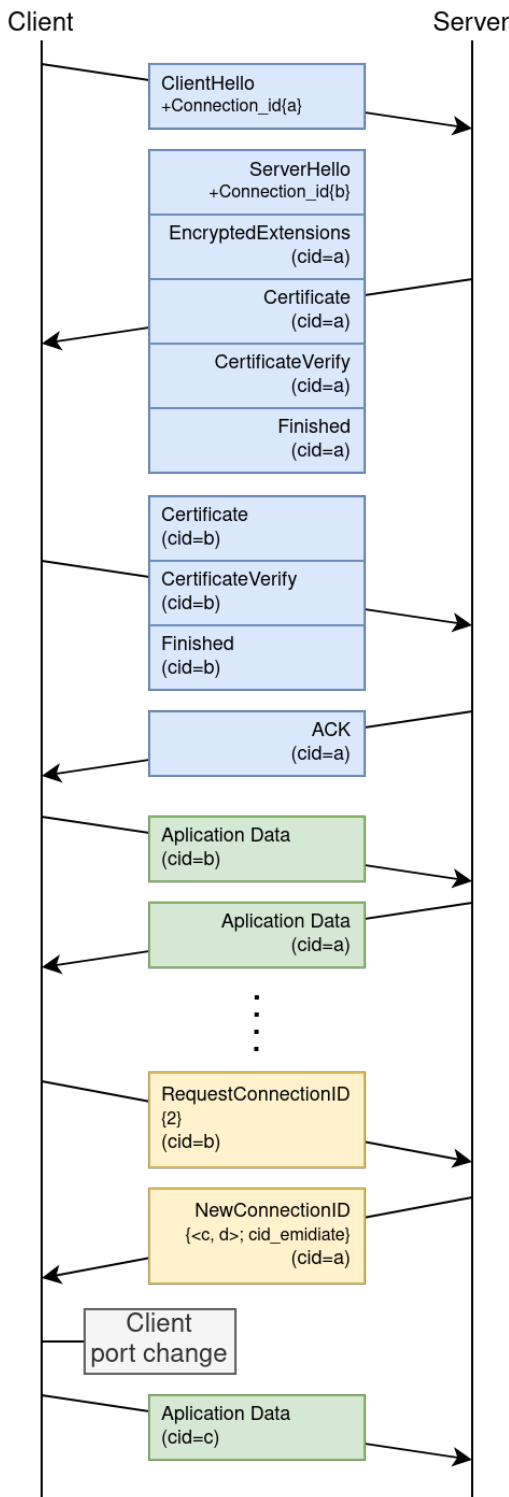 Client
Server
ClientHello
+Connection_id{a}
ServerHello
+Connection_id{b}
EncryptedExtensions
(cid=a)
Certificate
(cid=a)
CertificateVerify
(cid=a)
Finished
(cid=a)
Certificate
(cid=b)
CertificateVerify
(cid=b)
Finished
(cid=b)
ACK
(cid=a)
Aplication Data
(cid=b)
Aplication Data
(cid=a)
RequestConnectionID
{2}
(cid=b)
NewConnectionID
{<c, d>; cid_emidiate}
(cid=a)
Client
port change
Aplication Data
(cid=c)